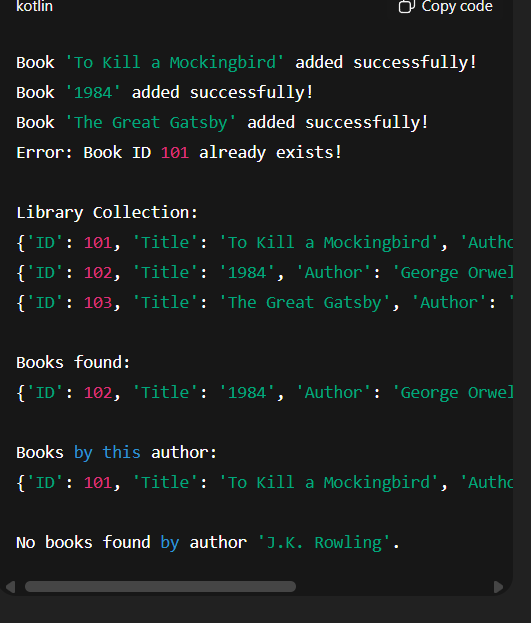 kotlin
Copy code
Book 'To Kill a Mockingbird' added successfully!
Book '1984' added successfully!
Book 'The Great Gatsby' added successfully!
Error: Book ID 101 already exists!
Library Collection:
{'ID': 101, 'Title': 'To Kill a Mockingbird', 'Autho
{'ID': 102, 'Title': '1984', 'Author': 'George Orwel
{'ID': 103, 'Title': 'The Great Gatsby', 'Author': '
Books found:
{'ID': 102, 'Title': '1984', 'Author': 'George Orwel
Books by this author:
{'ID': 101, 'Title': 'To Kill a Mockingbird', 'Autho
No books found by author 'J.K. Rowling'.